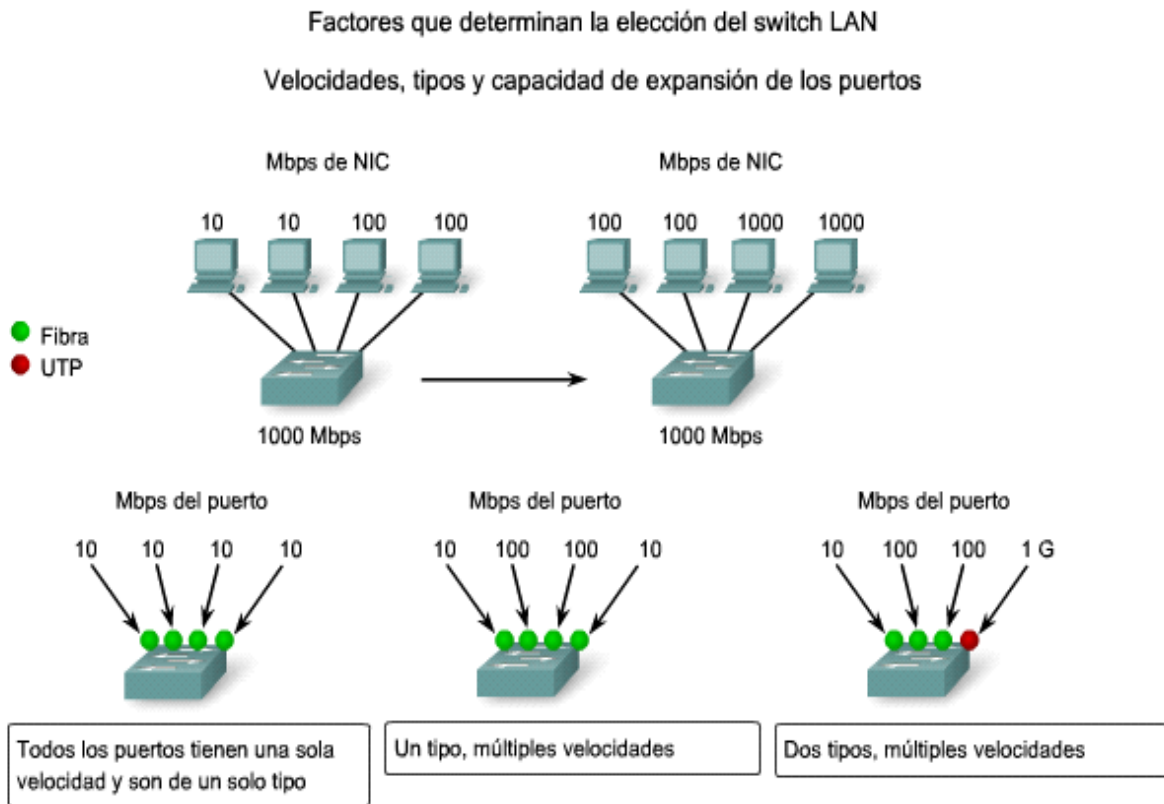 Factores que determinan la elección del switch LAN
Velocidades, tipos y capacidad de expansión de los puertos
Mbps de NIC
10 10 100 100
Mbps de NIC
100 100 1000 1000
Fibra
UTP
1000 Mbps
1000 Mbps
Mbps del puerto
10 10 10 10
Todos los puertos tienen una sola
velocidad y son de un solo tipo
Mbps del puerto
10 100 100 10
Un tipo, múltiples velocidades
Mbps del puerto
10 100 100 1 G
Dos tipos, múltiples velocidades